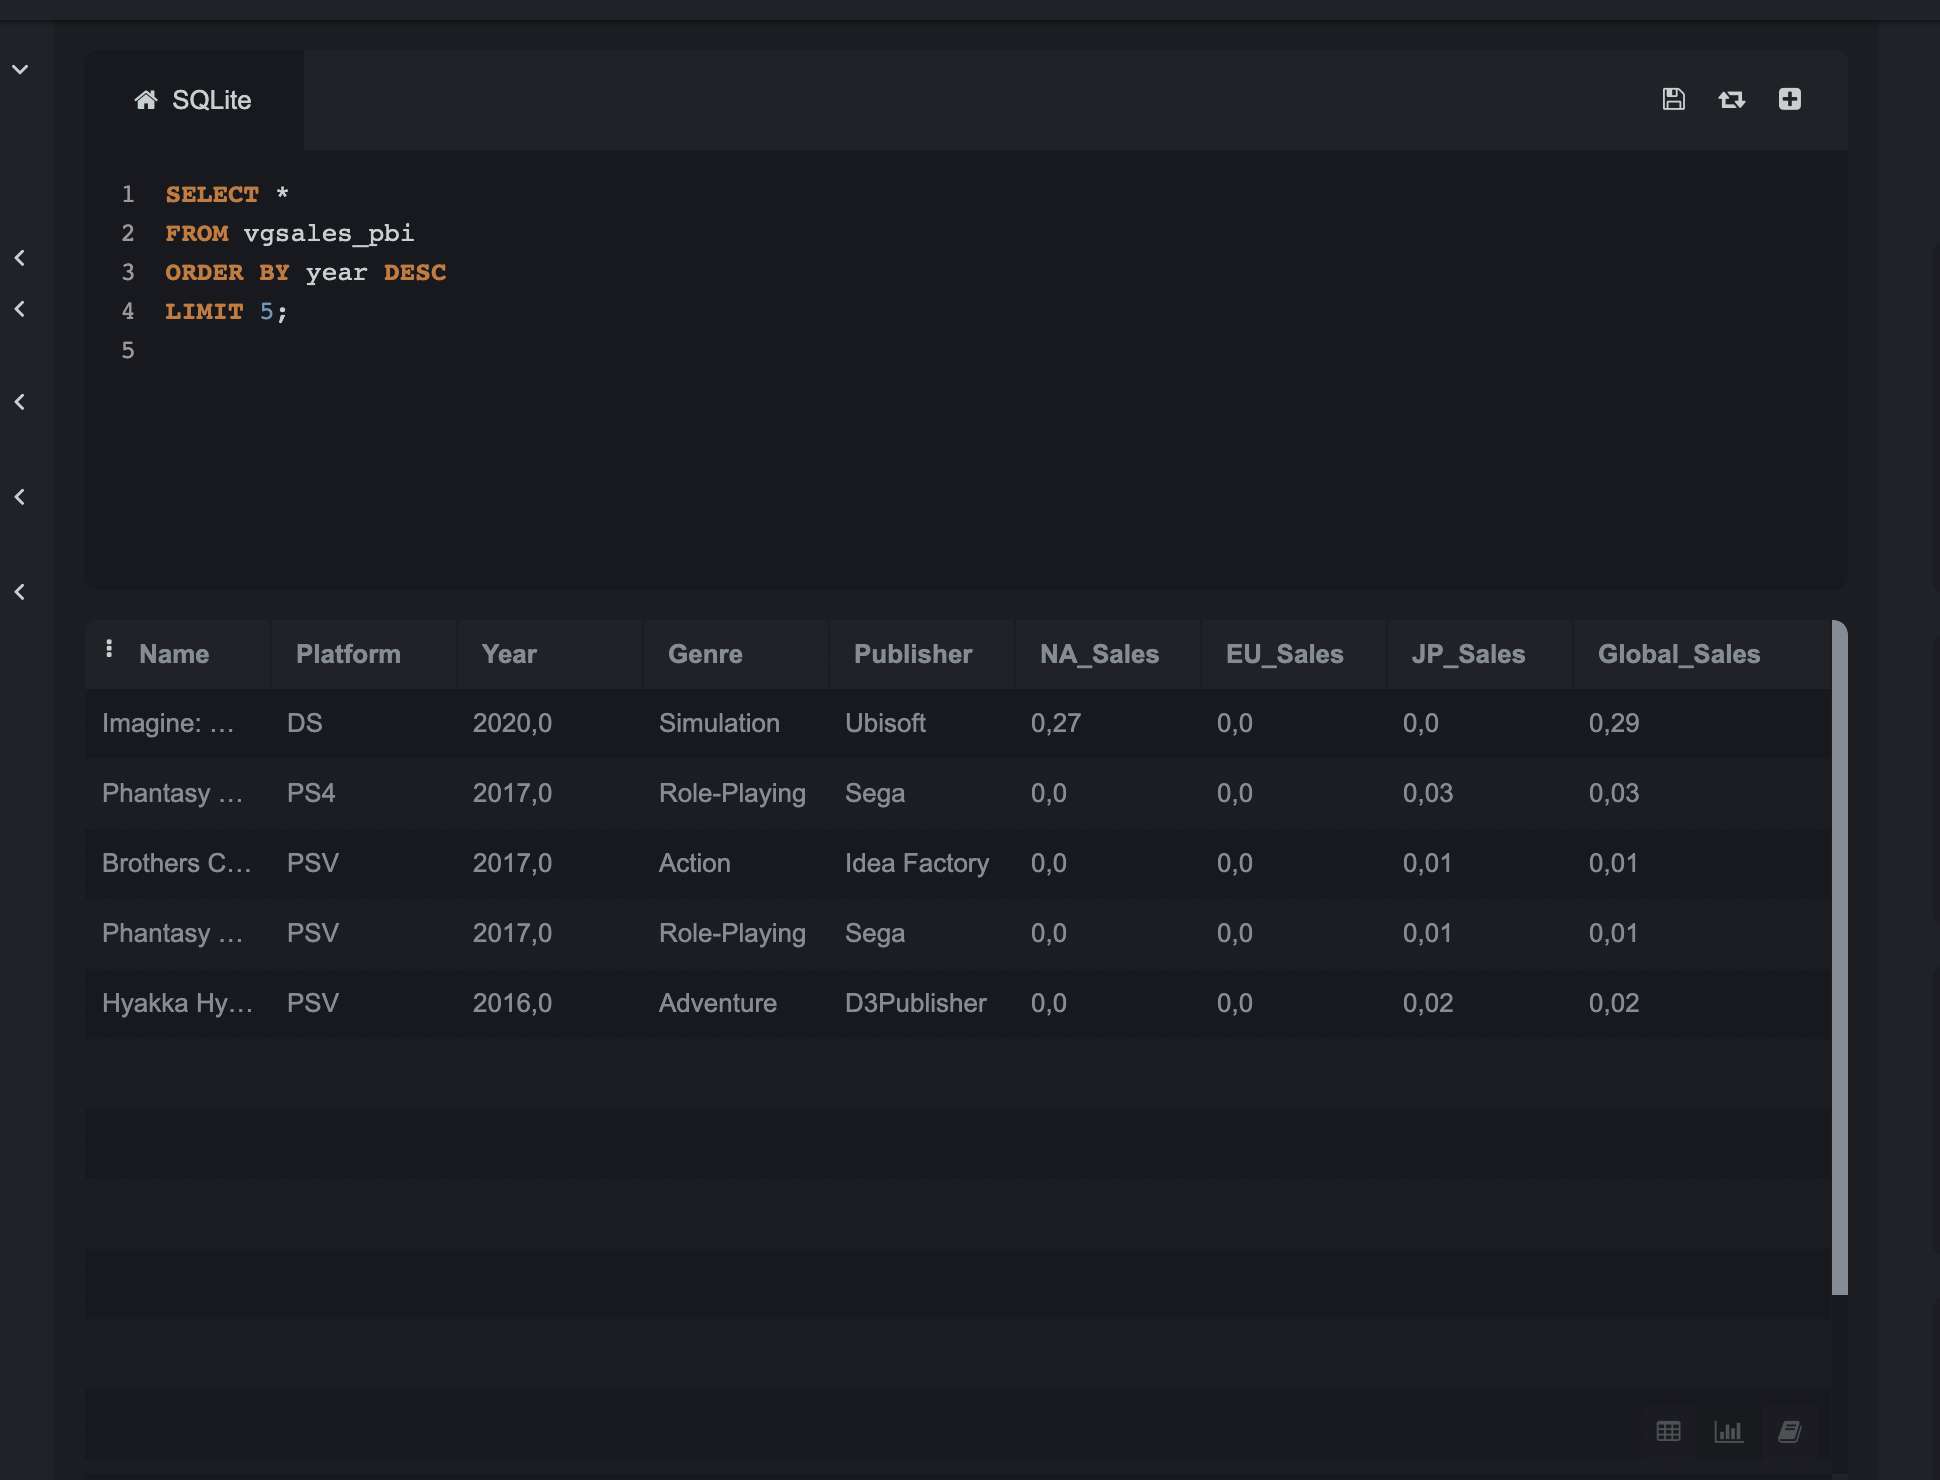 SQLite
1 SELECT *
2 FROM vgsales_pbi
3 ORDER BY year DESC
4 LIMIT 5;
5
Name Platform Year Genre Publisher NA_Sales EU_Sales JP_Sales Global_Sales
Imagine: ... DS 2020,0 Simulation Ubisoft 0,27 0,0 0,0 0,29
Phantasy ... PS4 2017,0 Role-Playing Sega 0,0 0,0 0,03 0,03
Brothers C... PSV 2017,0 Action Idea Factory 0,0 0,0 0,01 0,01
Phantasy ... PSV 2017,0 Role-Playing Sega 0,0 0,0 0,01 0,01
Hyakka Hy... PSV 2016,0 Adventure D3Publisher 0,0 0,0 0,02 0,02